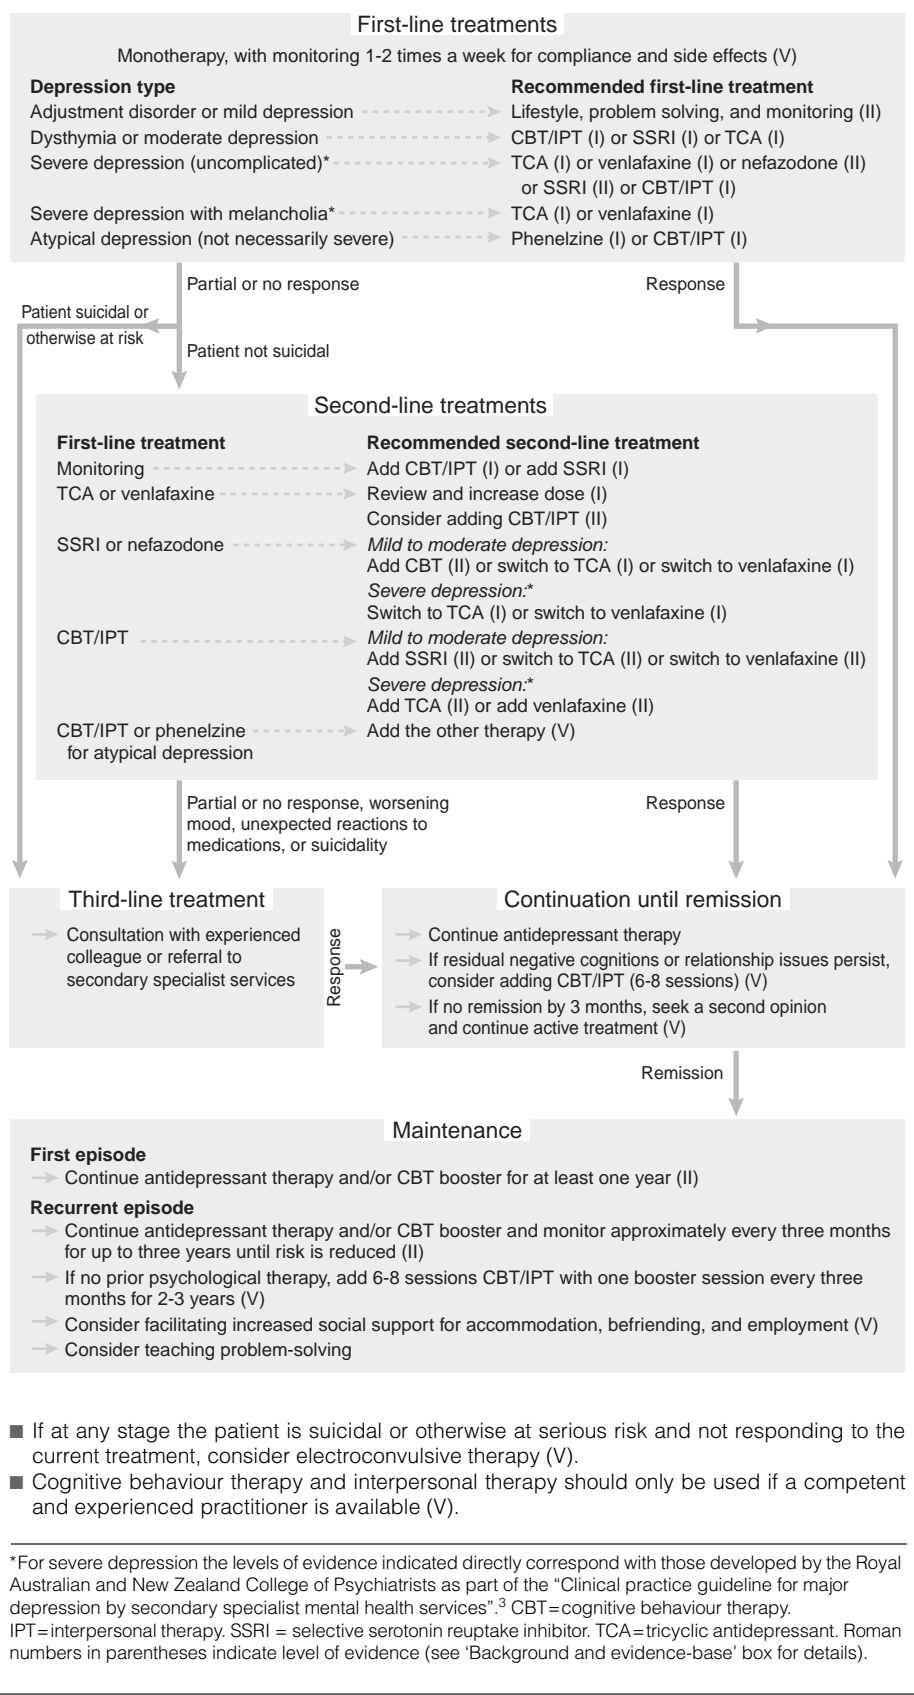 First-line treatments
Monotherapy, with monitoring 1-2 times a week for compliance and side effects (V)
Depression type Recommended first-line treatment
Adjustment disorder or mild depression Lifestyle, problem solving, and monitoring (II)
Dysthymia or moderate depression CBT/IPT (I) or SSRI (I) or TCA (I)
Severe depression (uncomplicated)* TCA (I) or venlafaxine (I) or nefazodone (II)
or SSRI (II) or CBT/IPT (I)
Severe depression with melancholia* TCA (I) or venlafaxine (I)
Atypical depression (not necessarily severe) Phenelzine (I) or CBT/IPT (I)
Partial or no response Response
Patient suicidal or
otherwise at risk
Patient not suicidal
Second-line treatments
First-line treatment Recommended second-line treatment
Monitoring Add CBT/IPT (I) or add SSRI (I)
TCA or venlafaxine Review and increase dose (I)
Consider adding CBT/IPT (II)
SSRI or nefazodone Mild to moderate depression:
Add CBT (II) or switch to TCA (I) or switch to venlafaxine (I)
Severe depression:*
Switch to TCA (I) or switch to venlafaxine (I)
CBT/IPT Mild to moderate depression:
Add SSRI (II) or switch to TCA (II) or switch to venlafaxine (II)
Severe depression:*
Add TCA (II) or add venlafaxine (II)
CBT/IPT or phenelzine Add the other therapy (V)
for atypical depression
Partial or no response, worsening Response
mood, unexpected reactions to
medications, or suicidality
Third-line treatment
Consultation with experienced
colleague or referral to
secondary specialist services
Response
Continuation until remission
Continue antidepressant therapy
If residual negative cognitions or relationship issues persist,
consider adding CBT/IPT (6-8 sessions) (V)
If no remission by 3 months, seek a second opinion
and continue active treatment (V)
Remission
Maintenance
First episode
Continue antidepressant therapy and/or CBT booster for at least one year (II)
Recurrent episode
Continue antidepressant therapy and/or CBT booster and monitor approximately every three months
for up to three years until risk is reduced (II)
If no prior psychological therapy, add 6-8 sessions CBT/IPT with one booster session every three
months for 2-3 years (V)
Consider facilitating increased social support for accommodation, befriending, and employment (V)
Consider teaching problem-solving
■ If at any stage the patient is suicidal or otherwise at serious risk and not responding to the
current treatment, consider electroconvulsive therapy (V).
■ Cognitive behaviour therapy and interpersonal therapy should only be used if a competent
and experienced practitioner is available (V).
*For severe depression the levels of evidence indicated directly correspond with those developed by the Royal
Australian and New Zealand College of Psychiatrists as part of the “Clinical practice guideline for major
depression by secondary specialist mental health services”.³ CBT=cognitive behaviour therapy.
IPT=interpersonal therapy. SSRI = selective serotonin reuptake inhibitor. TCA=tricyclic antidepressant. Roman
numbers in parentheses indicate level of evidence (see ‘Background and evidence-base’ box for details).